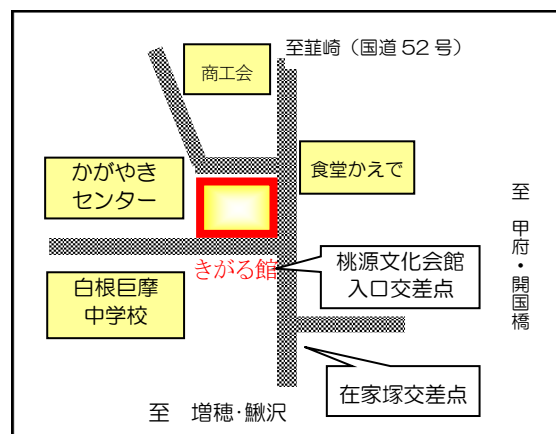 至韮崎（国道52号）
商工会
食堂かえで
かがやき
センター
至　甲府・開国橋
きがる館
桃源文化会館
入口交差点
白根巨摩
中学校
在家塚交差点
至　増穂・鰍沢